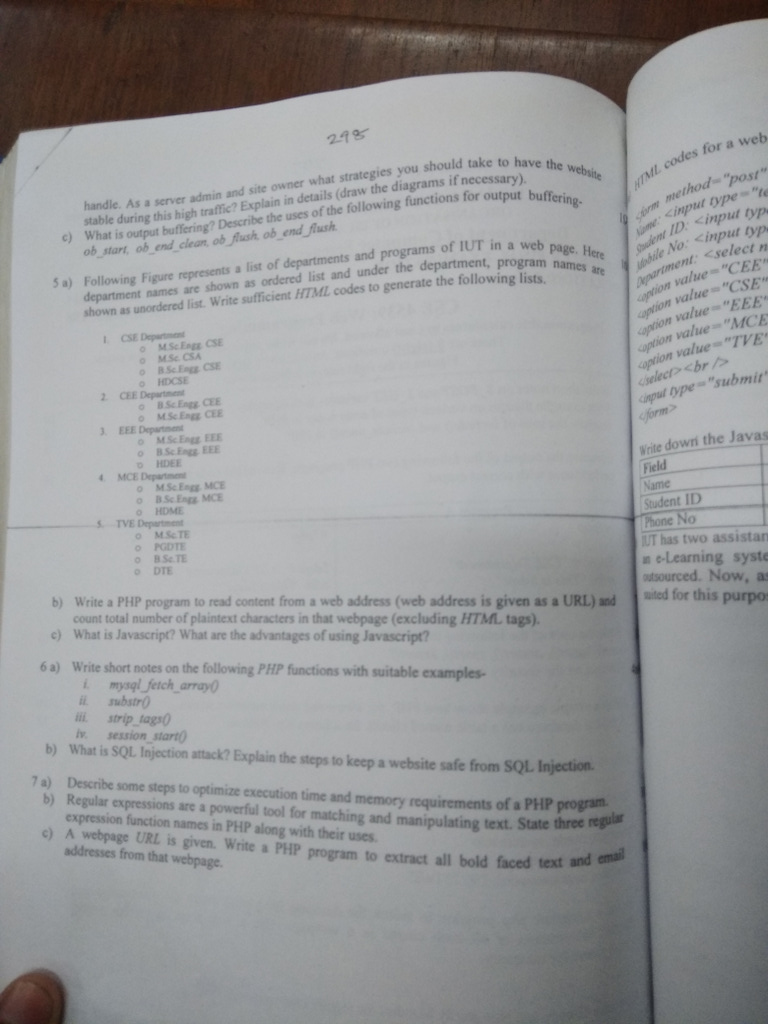 298
handle. As a server admin and site owner what strategies you should take to have the website
stable during this high traffic? Explain in details (draw the diagrams if necessary).
c) What is output buffering? Describe the uses of the following functions for output buffering-
ob_start, ob_end_clean, ob_flush, ob_end_flush.
5 a) Following Figure represents a list of departments and programs of IUT in a web page. Here
department names are shown as ordered list and under the department, program names are
shown as unordered list. Write sufficient HTML codes to generate the following lists.
1. CSE Department
o M.Sc.Engg. CSE
o M.Sc. CSA
o B.Sc.Engg. CSE
o HDCSE
2. CEE Department
o B.Sc.Engg. CEE
o M.Sc.Engg. CEE
3. EEE Department
o M.Sc.Engg. EEE
o B.Sc.Engg. EEE
o HDEE
4. MCE Department
o M.Sc.Engg. MCE
o B.Sc.Engg. MCE
o HDME
5. TVE Department
o M.Sc.TE
o PGDTE
o B.Sc.TE
o DTE
b) Write a PHP program to read content from a web address (web address is given as a URL) and
count total number of plaintext characters in that webpage (excluding HTML tags).
c) What is Javascript? What are the advantages of using Javascript?
6 a) Write short notes on the following PHP functions with suitable examples-
i. mysql_fetch_array()
ii. substr()
iii. strip_tags()
iv. session_start()
b) What is SQL Injection attack? Explain the steps to keep a website safe from SQL Injection.
7 a) Describe some steps to optimize execution time and memory requirements of a PHP program.
b) Regular expressions are a powerful tool for matching and manipulating text. State three regular
expression function names in PHP along with their uses.
c) A webpage URL is given. Write a PHP program to extract all bold faced text and email
addresses from that webpage.
HTML codes for a web
<form method="post"
Name: <input type="te
Student ID: <input typ
Mobile No: <input typ
Department: <select n
<option value="CEE"
<option value="CSE"
<option value="EEE"
<option value="MCE
<option value="TVE"
</select><br />
<input type="submit"
</form>
Write down the Javas
Field
Name
Student ID
Phone No
IUT has two assistan
an e-Learning syste
outsourced. Now, as
suited for this purpo